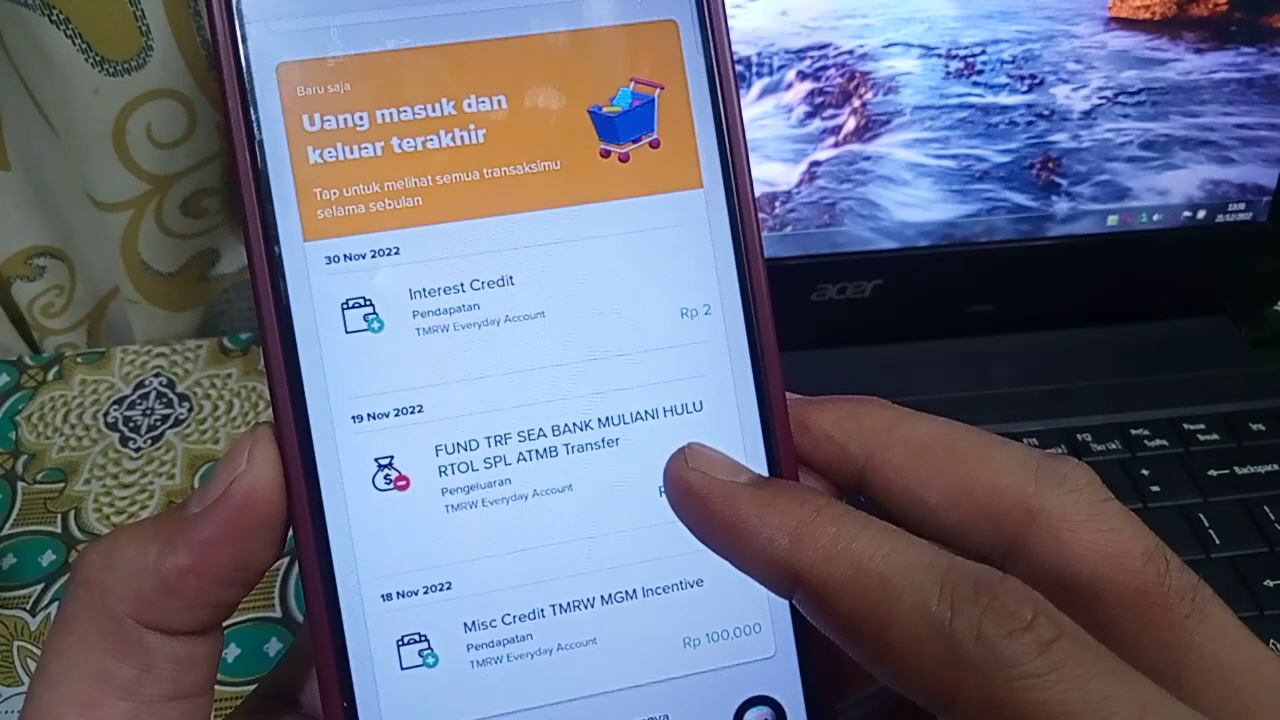 Baru saja
Uang masuk dan
keluar terakhir
Tap untuk melihat semua transaksimu
selama sebulan
30 Nov 2022
Interest Credit
Pendapatan
TMRW Everyday Account
Rp 2
19 Nov 2022
FUND TRF SEA BANK MULIANI HULU
RTOL SPL ATMB Transfer
Pengeluaran
TMRW Everyday Account
18 Nov 2022
Misc Credit TMRW MGM Incentive
Pendapatan
TMRW Everyday Account
Rp 100,000
acer
Pause
Break
Backspace